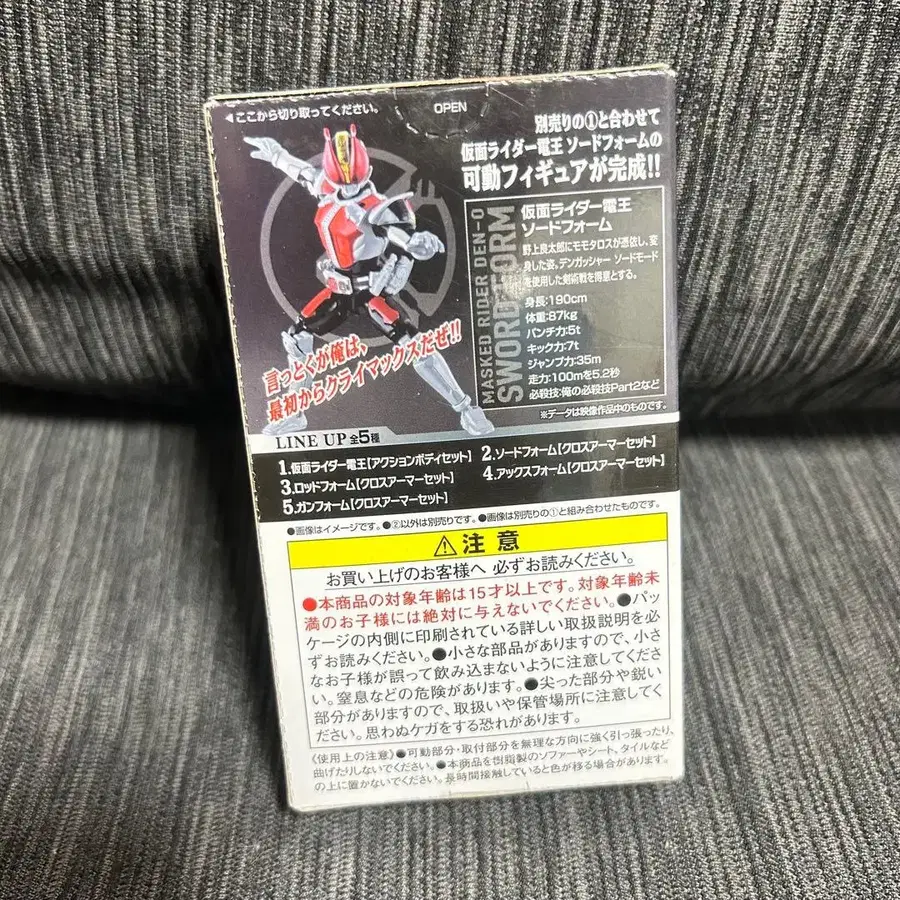 ◀ここから切り取ってください。
OPEN
別売りの①と合わせて
仮面ライダー電王 ソードフォームの
可動フィギュアが完成!!
MASKED RIDER DEN-O
SWORD FORM
仮面ライダー電王
ソードフォーム
野上良太郎にモモタロスが憑依し、変
身した姿。デンガッシャー ソードモード
を使用した剣術戦を得意とする。
身長:190cm
体重:87kg
パンチ力:5t
キック力:7t
ジャンプ力:35m
走力:100mを5.2秒
必殺技:俺の必殺技Part2など
※データは映像作品中のものです。
言っとくが俺は、
最初からクライマックスだぜ!!
LINE UP 全5種
1.仮面ライダー電王【アクションボディセット】
2.ソードフォーム【クロスアーマーセット】
3.ロッドフォーム【クロスアーマーセット】
4.アックスフォーム【クロスアーマーセット】
5.ガンフォーム【クロスアーマーセット】
●画像はイメージです。●②以外は別売りです。●画像は別売りの①と組み合わせたものです。
⚠注意
お買い上げのお客様へ 必ずお読みください。
●本商品の対象年齢は15才以上です。対象年齢未
満のお子様には絶対に与えないでください。●パッ
ケージの内側に印刷されている詳しい取扱説明を必
ずお読みください。●小さな部品がありますので、小さ
なお子様が誤って飲み込まないように注意してくださ
い。窒息などの危険があります。●尖った部分や鋭い
部分がありますので、取扱いや保管場所に注意してく
ださい。思わぬケガをする恐れがあります。
〈使用上の注意〉●可動部分・取付部分を無理な方向に強く引っ張ったり、
曲げたりしないでください。●本商品を樹脂製のソファーやシート、タイルなど
の上に置かないでください。長時間接触していると色が移る場合があります。